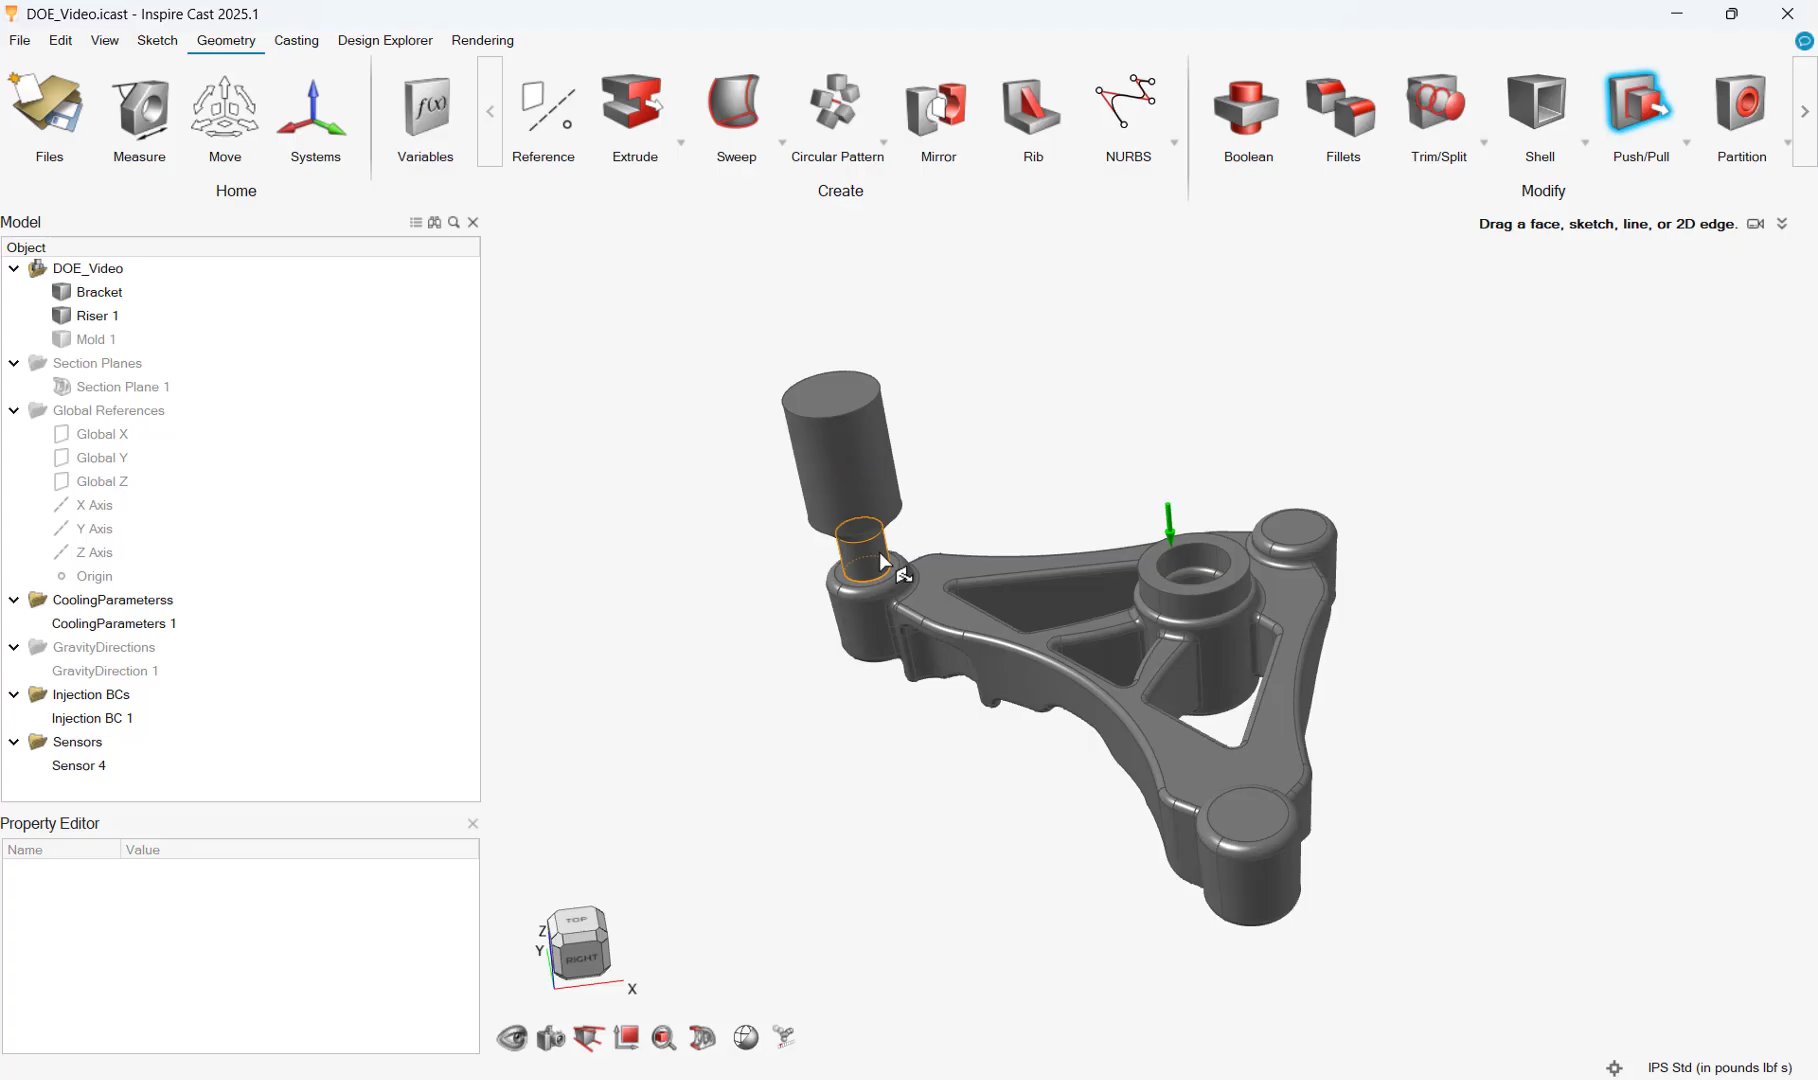 DOE_Video.icast - Inspire Cast 2025.1
File Edit View Sketch Geometry Casting Design Explorer Rendering
f(x)
Files Measure Move Systems Variables Reference Extrude Sweep Circular Pattern Mirror Rib NURBS Boolean Fillets Trim/Split Shell Push/Pull Partition
Home Create Modify
Model
Drag a face, sketch, line, or 2D edge.
Object
DOE_Video
Bracket
Riser 1
Mold 1
Section Planes
Section Plane 1
Global References
Global X
Global Y
Global Z
X Axis
Y Axis
Z Axis
Origin
CoolingParameterss
CoolingParameters 1
GravityDirections
GravityDirection 1
Injection BCs
Injection BC 1
Sensors
Sensor 4
Property Editor
Name Value
TOP
Z
Y
RIGHT
X
IPS Std (in pounds lbf s)